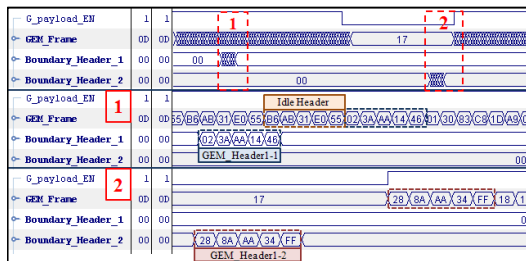 G_payload_EN 1 1
GEM_Frame 0D 0D 17
Boundary_Header_1 00 00 00
Boundary_Header_2 00 00 00
1 2
G_payload_EN 1 1
1 Idle Header
GEM_Frame 0D 0D 55 B6 AB 31 E0 55 B6 AB 31 E0 55 02 3A AA 14 46 01 30 83 C8 1D A9
Boundary_Header_1 00 00 02 3A AA 14 46
GEM_Header1-1
Boundary_Header_2 00 00 00
G_payload_EN 1 1
2
GEM_Frame 0D 0D 17 28 8A AA 34 FF 18
Boundary_Header_1 00 00
Boundary_Header_2 00 00 28 8A AA 34 FF 00
GEM_Header1-2